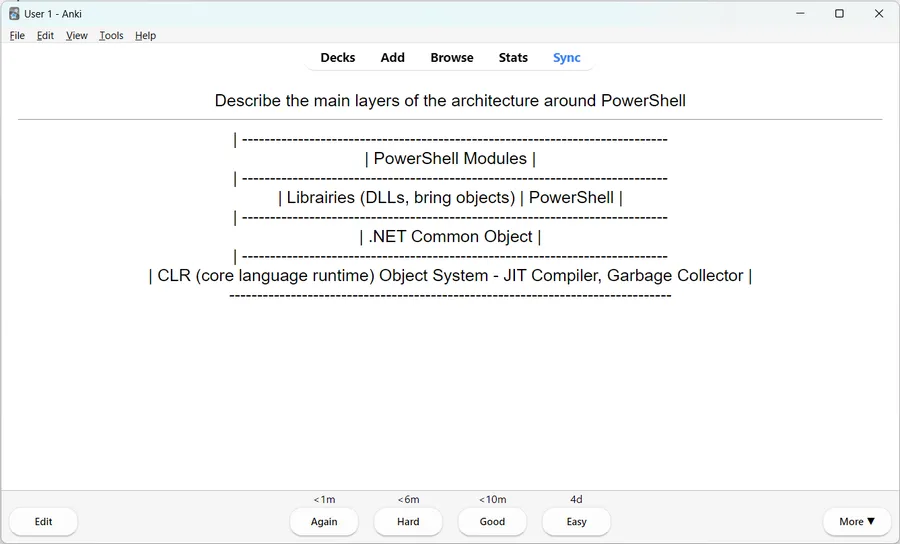 User 1 - Anki
File Edit View Tools Help
Decks Add Browse Stats Sync
Describe the main layers of the architecture around PowerShell
| -----------------------------------------------------------------------------
| PowerShell Modules |
| -----------------------------------------------------------------------------
| Librairies (DLLs, bring objects) | PowerShell |
| -----------------------------------------------------------------------------
| .NET Common Object |
| -----------------------------------------------------------------------------
| CLR (core language runtime) Object System - JIT Compiler, Garbage Collector |
--------------------------------------------------------------------------------
<1m <6m <10m 4d
Edit Again Hard Good Easy More ▼